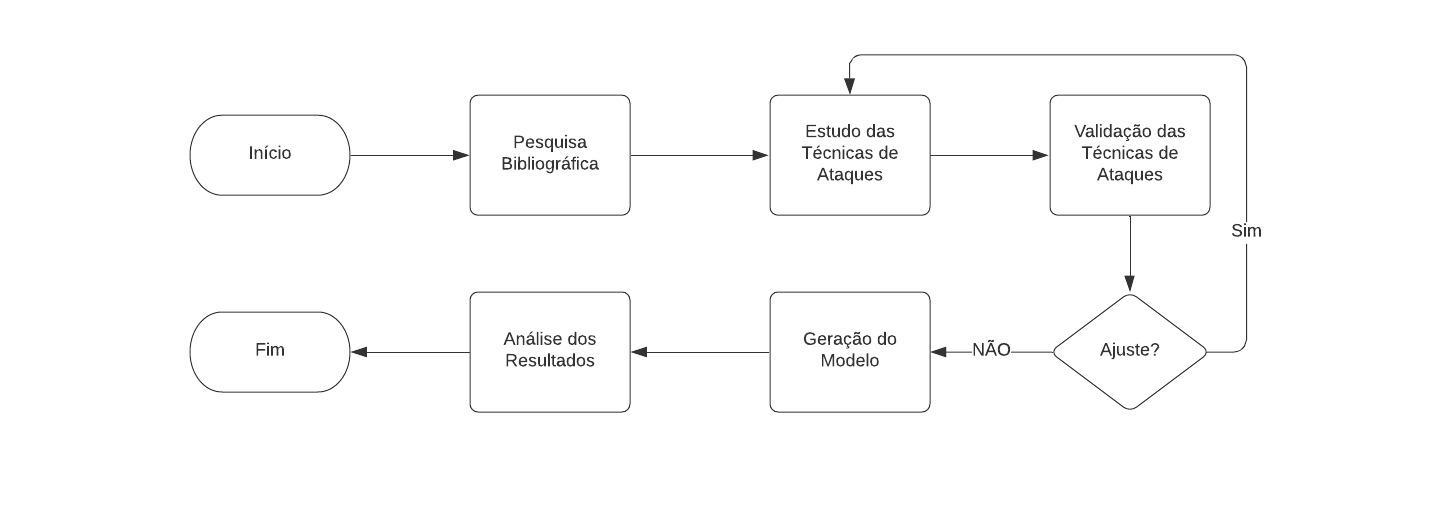 Início
Pesquisa
Bibliográfica
Estudo das
Técnicas de
Ataques
Validação das
Técnicas de
Ataques
Sim
Ajuste?
NÃO
Geração do
Modelo
Análise dos
Resultados
Fim